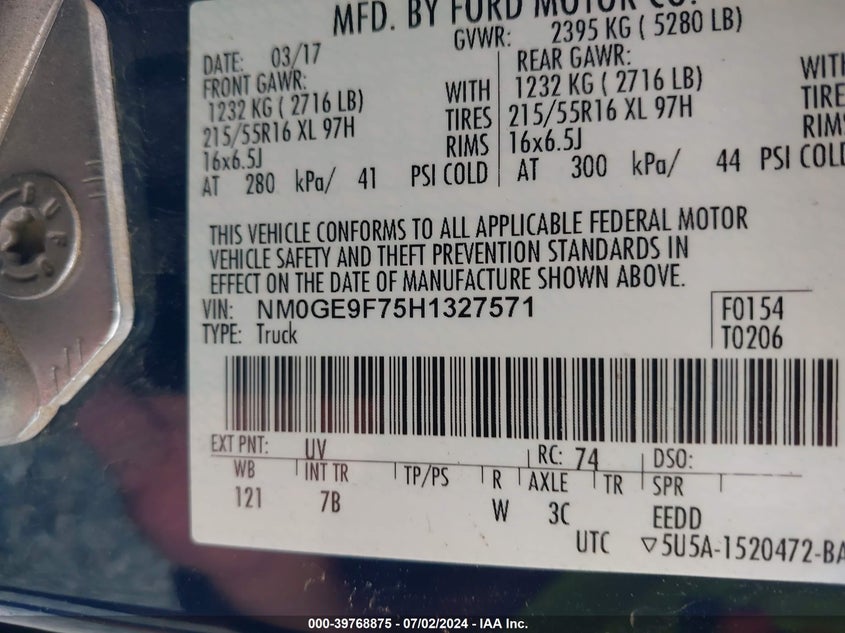 MFD. BY FORD MOTOR CO.
GVWR: 2395 KG ( 5280 LB)
DATE: 03/17
FRONT GAWR:
1232 KG ( 2716 LB) WITH
215/55R16 XL 97H TIRES
16x6.5J RIMS
AT 280 kPa/ 41 PSI COLD
REAR GAWR:
1232 KG ( 2716 LB) WITH
215/55R16 XL 97H TIRES
16x6.5J RIMS
AT 300 kPa/ 44 PSI COLD
THIS VEHICLE CONFORMS TO ALL APPLICABLE FEDERAL MOTOR
VEHICLE SAFETY AND THEFT PREVENTION STANDARDS IN
EFFECT ON THE DATE OF MANUFACTURE SHOWN ABOVE.
VIN: NM0GE9F75H1327571 F0154
TYPE: Truck T0206
EXT PNT: UV RC: 74 DSO:
WB INT TR TP/PS R AXLE TR SPR
121 7B W 3C EEDD
UTC ▽5U5A-1520472-BA
000-39768875 - 07/02/2024 - IAA Inc.